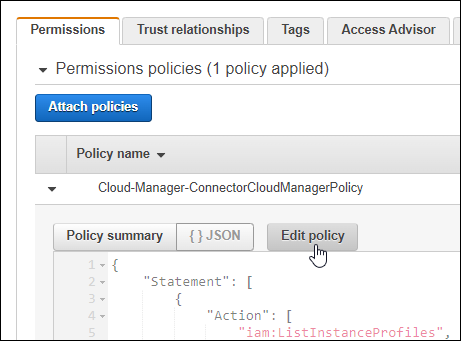 Permissions Trust relationships Tags Access Advisor
Permissions policies (1 policy applied)
Attach policies
Policy name
Cloud-Manager-ConnectorCloudManagerPolicy
Policy summary { } JSON Edit policy
1 {
2 "Statement": [
3 {
4 "Action": [
5 "iam:ListInstanceProfiles",